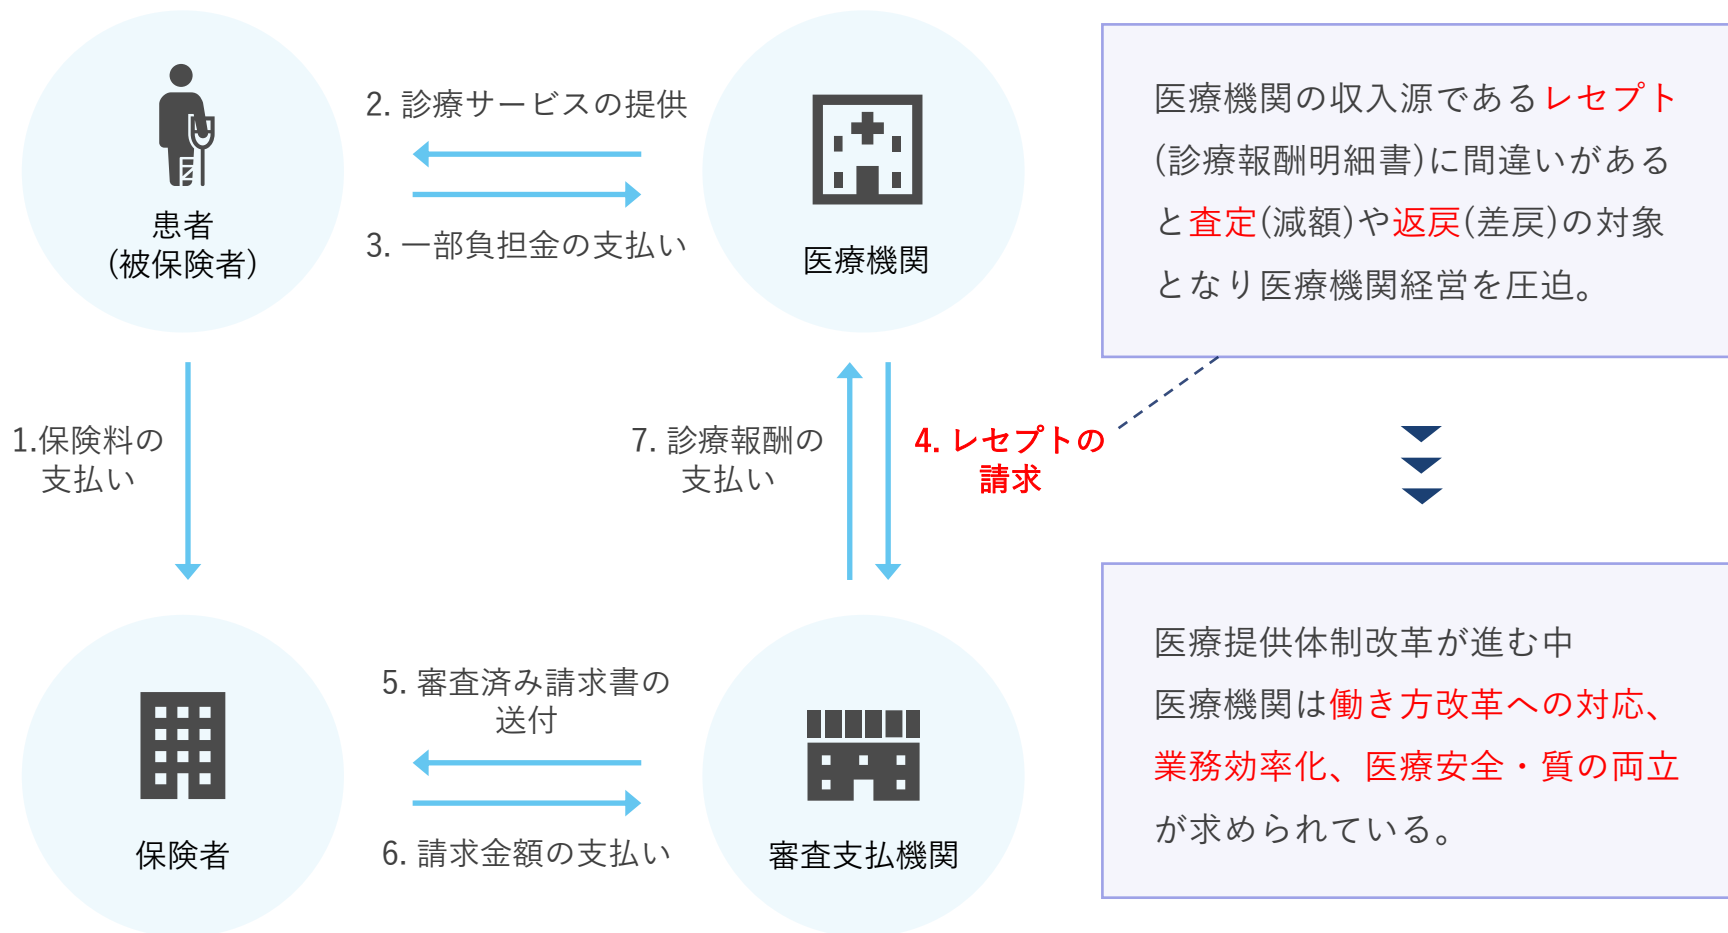 2. 診療サービスの提供
3. 一部負担金の支払い
患者
(被保険者)
医療機関
医療機関の収入源であるレセプト
(診療報酬明細書)に間違いがある
と査定(減額)や返戻(差戻)の対象
となり医療機関経営を圧迫。
1.保険料の
支払い
7. 診療報酬の
支払い
4. レセプトの
請求
5. 審査済み請求書の
送付
6. 請求金額の支払い
保険者
審査支払機関
医療提供体制改革が進む中
医療機関は働き方改革への対応、
業務効率化、医療安全・質の両立
が求められている。